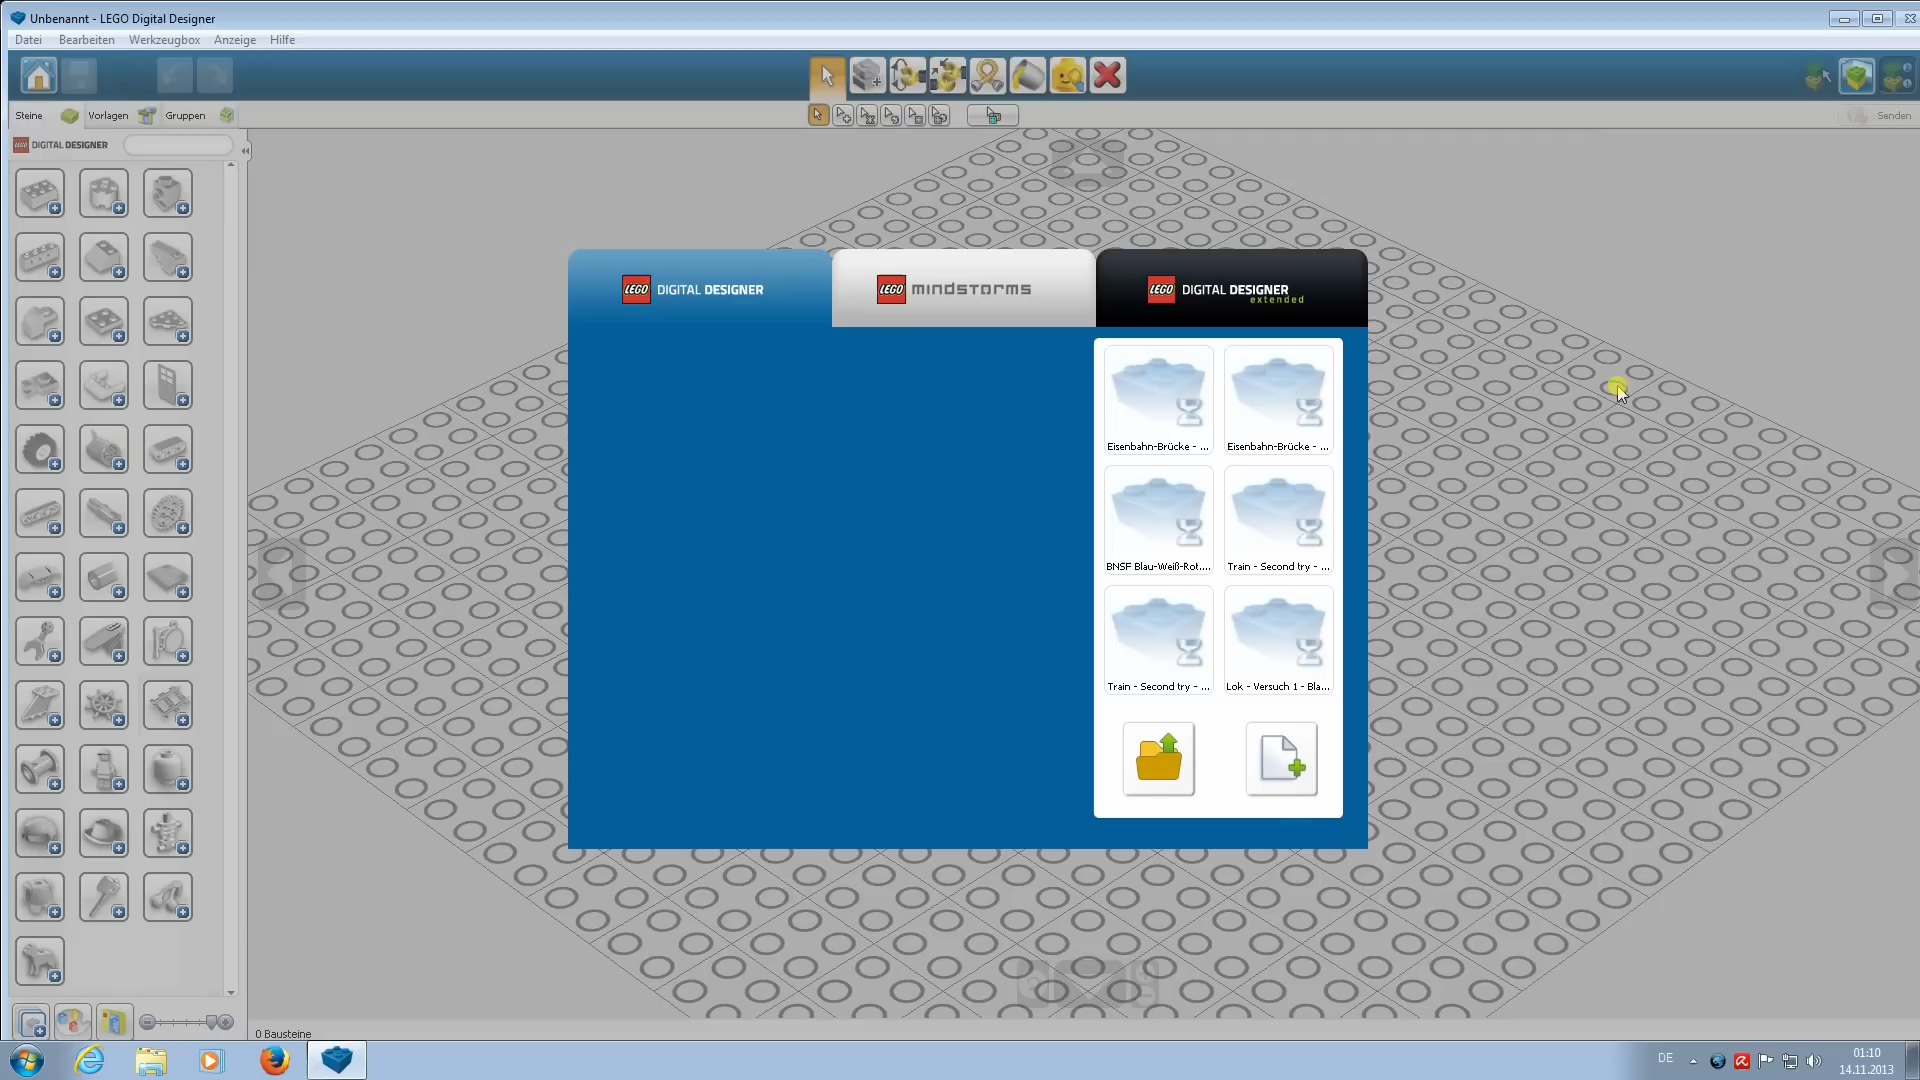 Unbenannt - LEGO Digital Designer
Datei Bearbeiten Werkzeugbox Anzeige Hilfe
Steine Vorlagen Gruppen
Senden
LEGO DIGITAL DESIGNER
LEGO DIGITAL DESIGNER
LEGO mindstorms
LEGO DIGITAL DESIGNER
extended
Eisenbahn-Brücke - ...
Eisenbahn-Brücke - ...
BNSF Blau-Weiß-Rot....
Train - Second try - ...
Train - Second try - ...
Lok - Versuch 1 - Bla...
0 Bausteine
DE
01:10
14.11.2013